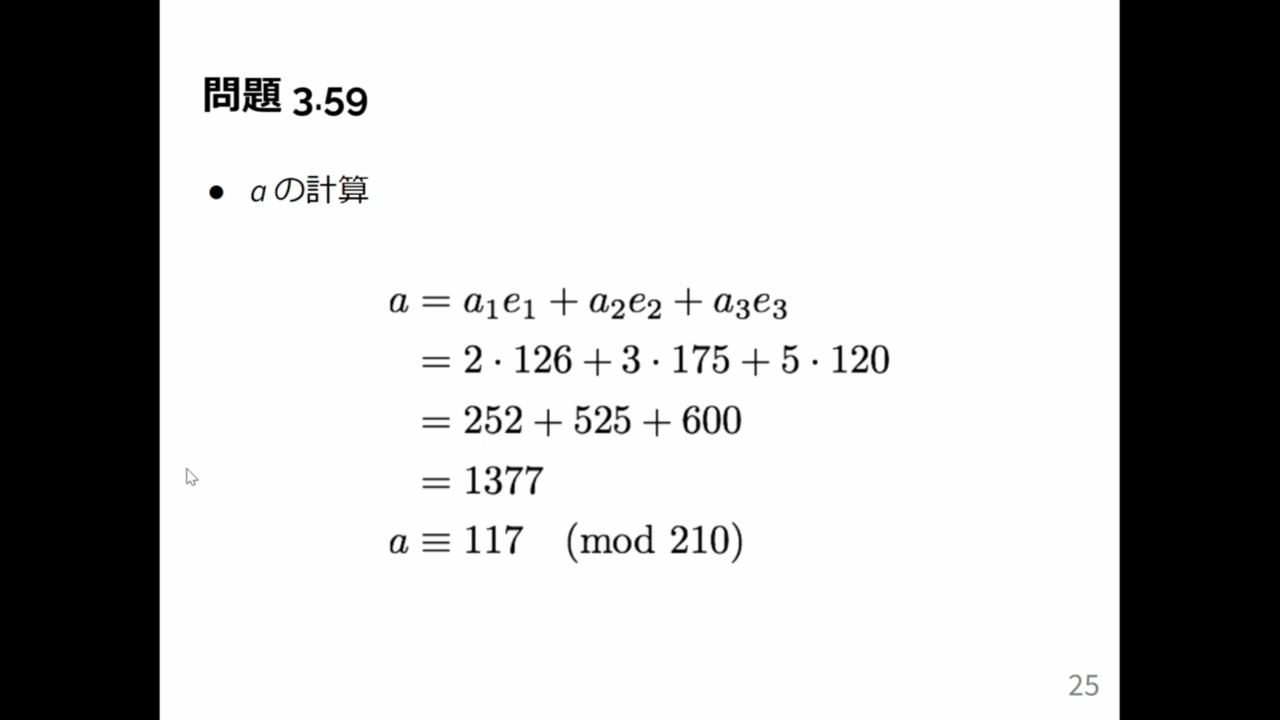 問題 3.59
● a の計算
a = a₁e₁ + a₂e₂ + a₃e₃
= 2 · 126 + 3 · 175 + 5 · 120
= 252 + 525 + 600
= 1377
a ≡ 117 (mod 210)
25